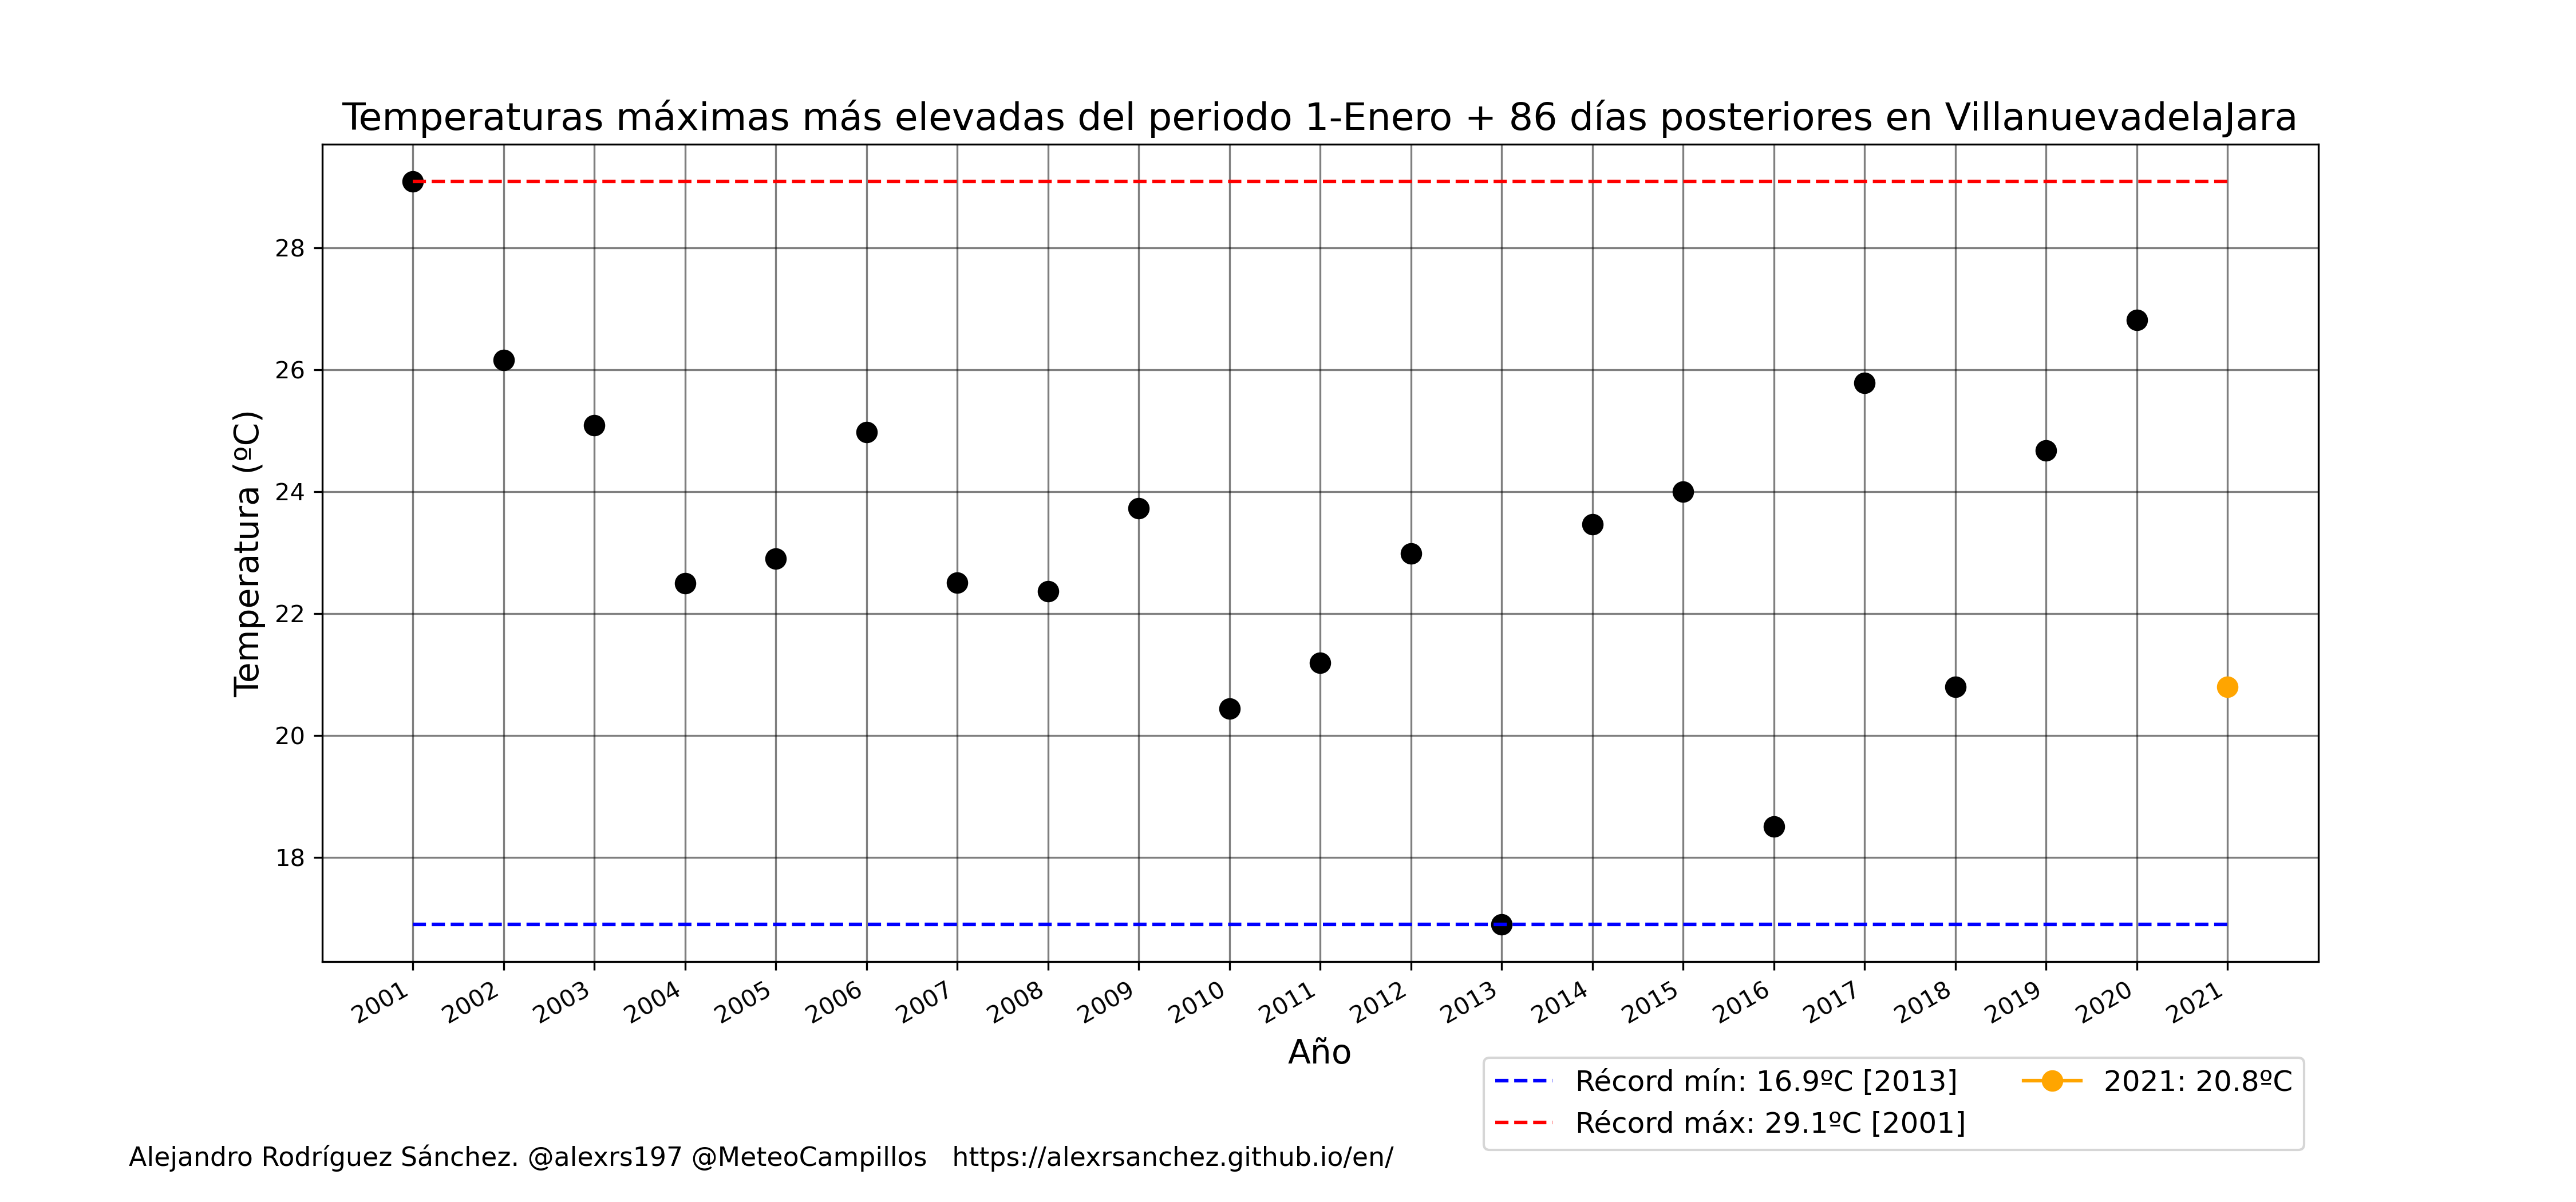 Temperaturas máximas más elevadas del periodo 1-Enero + 86 días posteriores en VillanuevadelaJara
Temperatura (ºC)
28
26
24
22
20
18
2001 2002 2003 2004 2005 2006 2007 2008 2009 2010 2011 2012 2013 2014 2015 2016 2017 2018 2019 2020 2021
Año
Récord mín: 16.9ºC [2013]
Récord máx: 29.1ºC [2001]
2021: 20.8ºC
Alejandro Rodríguez Sánchez. @alexrs197 @MeteoCampillos https://alexrsanchez.github.io/en/